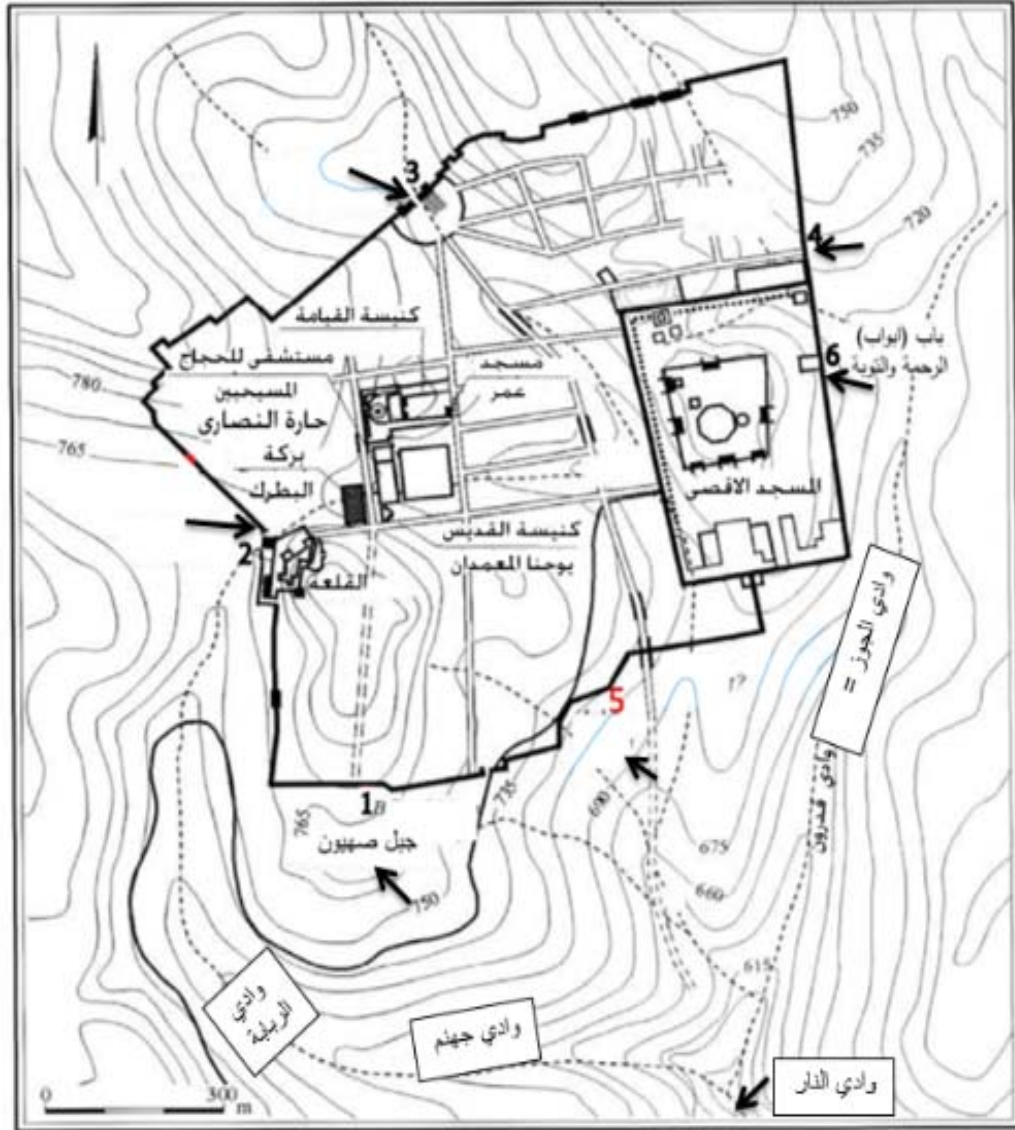 3
750
735
720
4
كنيسة القيامة
باب (ابواب)
الرحمة والتوبة
مستشفى للحجاج
المسيحيين
مسجد
عمر
6
780
حارة النصارى
765
بركة
البطرك
المسجد الاقصى
2
كنيسة القديس
يوحنا المعمدان
القلعة
وادي الجوز =
وادي قدرون
1?
5
690
735
1B
765
جبل صهيون
675
750
660
615
وادي
الربابة
وادي جهنم
وادي النار
0 300 m